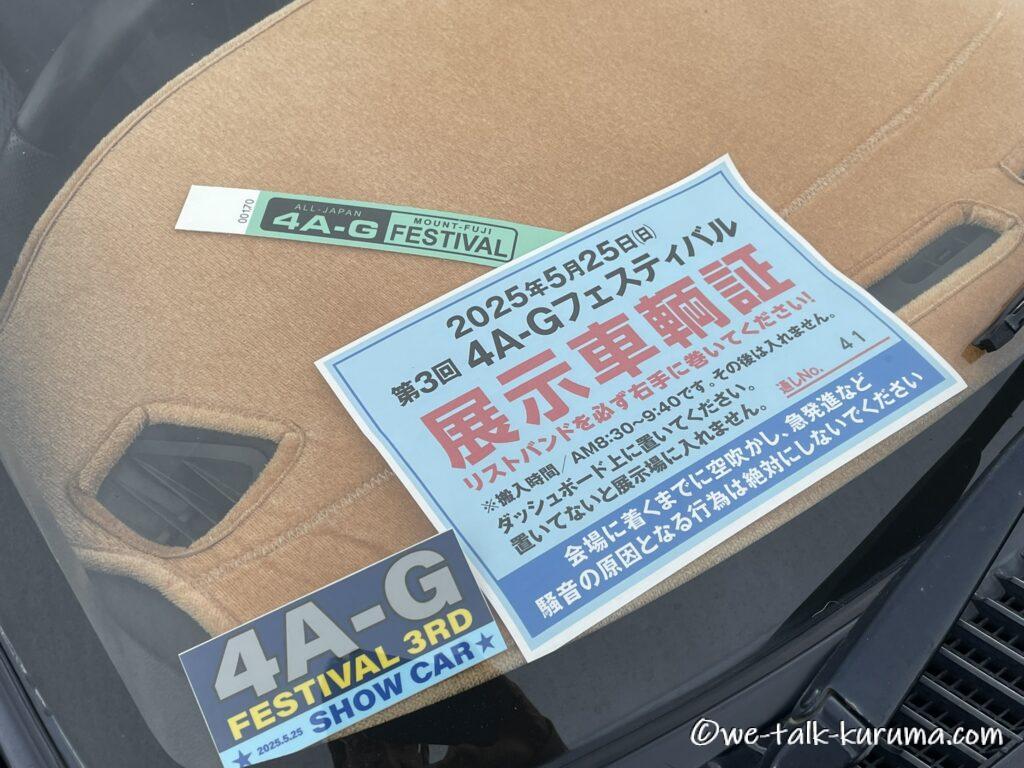 00170
ALL-JAPAN
4A-G
MOUNT-FUJI
FESTIVAL
2025年5月25日(日)
第3回 4A-Gフェスティバル
展示車輌証
リストバンドを必ず右手に巻いてください!
※搬入時間/AM8:30〜9:40です。その後は入れません。
ダッシュボード上に置いてください。
置いてないと展示場に入れません。
通しNo. 41
会場に着くまでに空吹かし、急発進など
騒音の原因となる行為は絶対にしないでください
4A-G
FESTIVAL 3RD
SHOW CAR★
★ 2025.5.25
©we-talk-kuruma.com